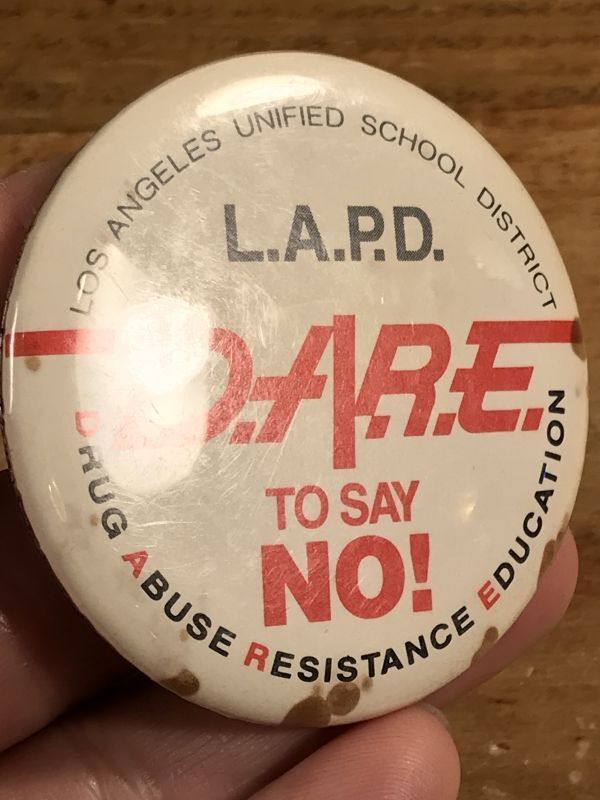 LOS ANGELES UNIFIED SCHOOL DISTRICT
L.A.P.D.
D.A.R.E.
TO SAY
NO!
DRUG ABUSE RESISTANCE EDUCATION